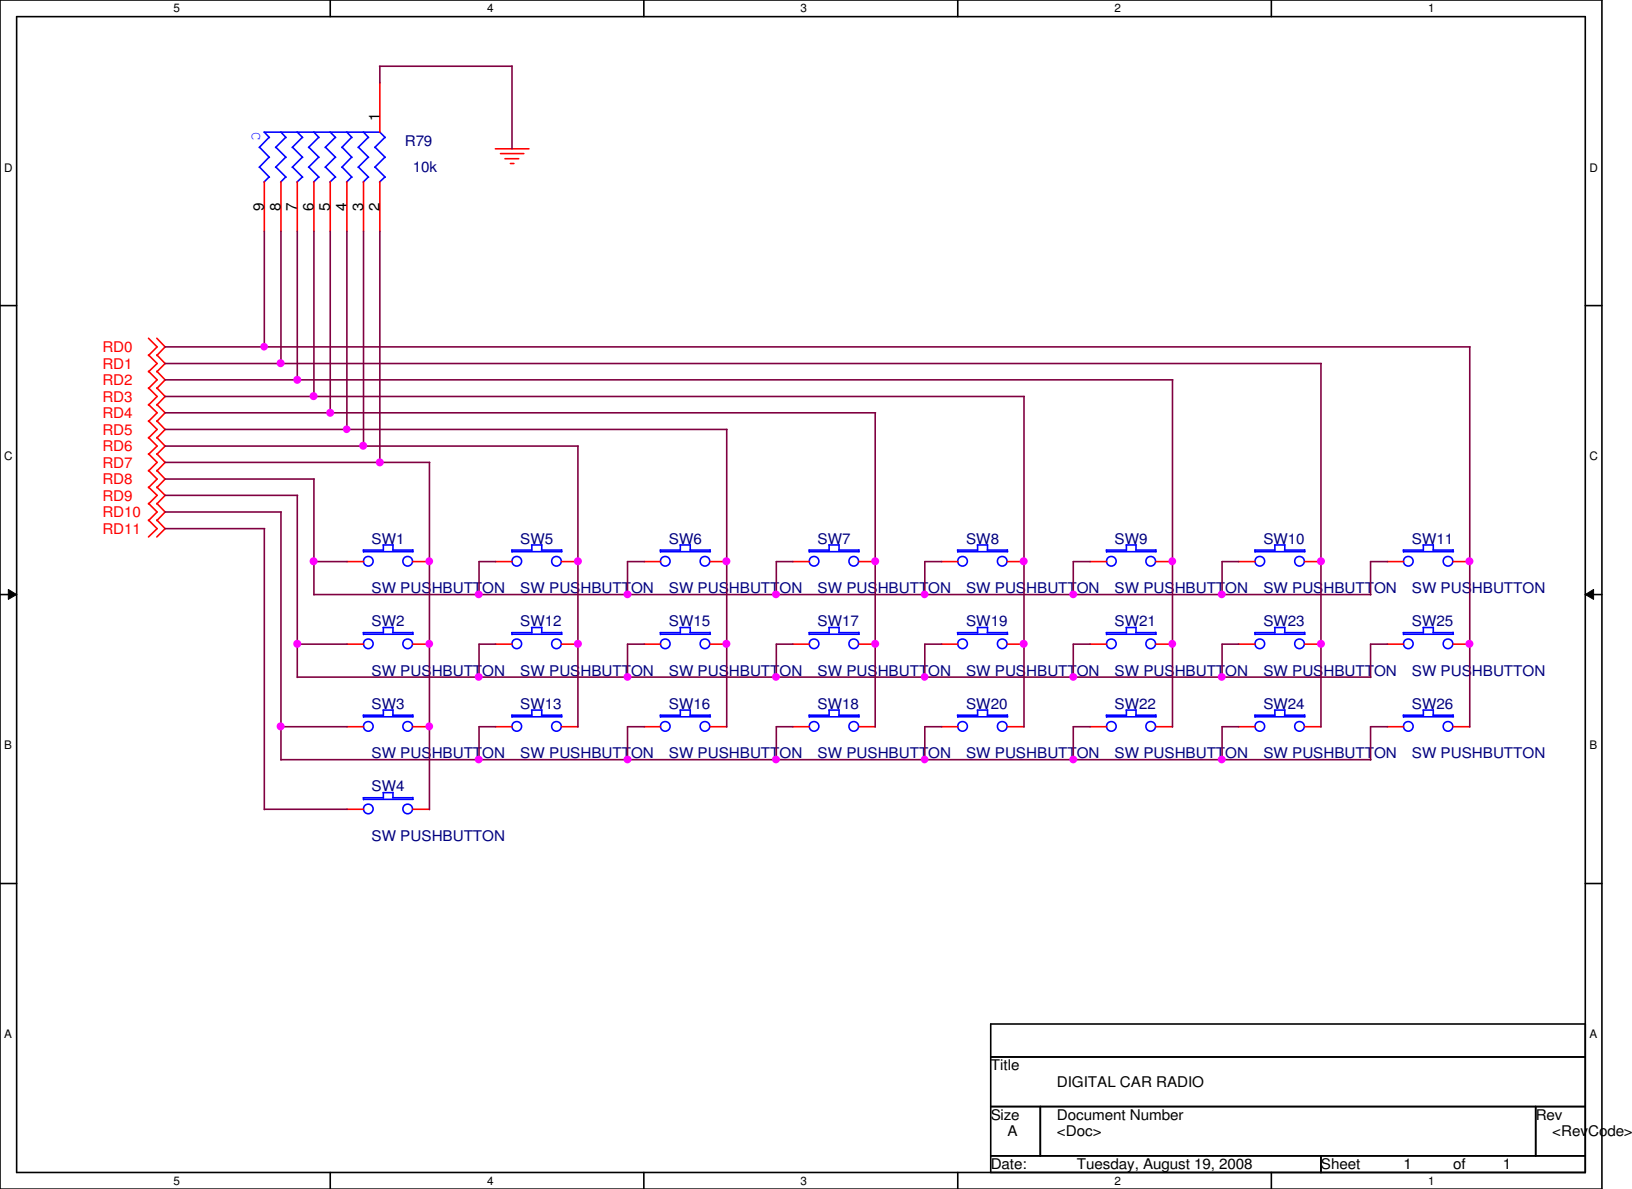 5 4 3 2 1
1
C
R79
10k
D D
9 8 7 6 5 4 3 2
RD0
RD1
RD2
RD3
RD4
RD5
RD6
RD7
RD8
RD9
RD10
RD11
C C
SW1 SW5 SW6 SW7 SW8 SW9 SW10 SW11
SW PUSHBUTTON SW PUSHBUTTON SW PUSHBUTTON SW PUSHBUTTON SW PUSHBUTTON SW PUSHBUTTON SW PUSHBUTTON SW PUSHBUTTON
SW2 SW12 SW15 SW17 SW19 SW21 SW23 SW25
SW PUSHBUTTON SW PUSHBUTTON SW PUSHBUTTON SW PUSHBUTTON SW PUSHBUTTON SW PUSHBUTTON SW PUSHBUTTON SW PUSHBUTTON
SW3 SW13 SW16 SW18 SW20 SW22 SW24 SW26
B B
SW PUSHBUTTON SW PUSHBUTTON SW PUSHBUTTON SW PUSHBUTTON SW PUSHBUTTON SW PUSHBUTTON SW PUSHBUTTON SW PUSHBUTTON
SW4
SW PUSHBUTTON
A A
Title
DIGITAL CAR RADIO
Size Document Number Rev
A <Doc> <RevCode>
Date: Tuesday, August 19, 2008 Sheet 1 of 1
5 4 3 2 1